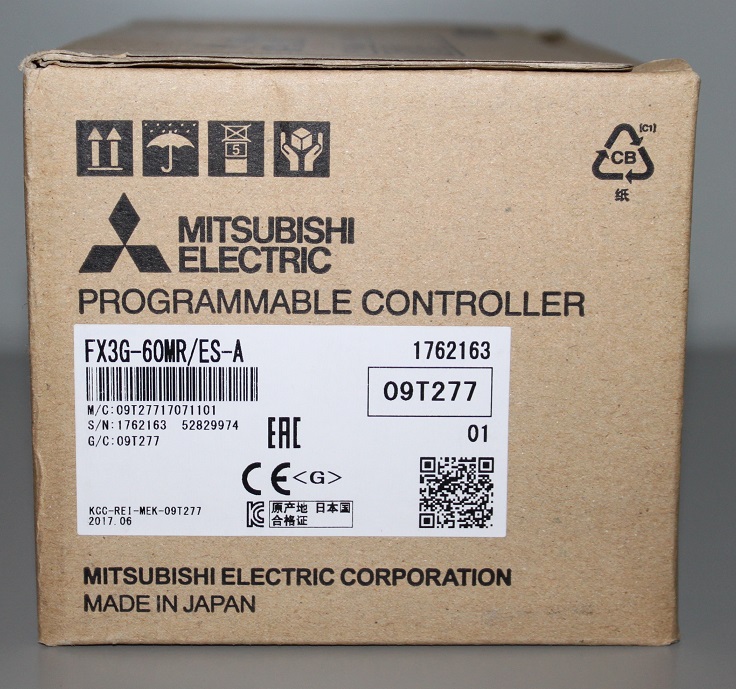 5
[C1]
CB
纸
MITSUBISHI
ELECTRIC
PROGRAMMABLE CONTROLLER
FX3G-60MR/ES-A 1762163
09T277
M/C:09T27717071101
S/N:1762163 52829974
G/C:09T277
EAC
01
CE <G>
KCC-REI-MEK-09T277
2017.06
原产地 日本国
合格证
MITSUBISHI ELECTRIC CORPORATION
MADE IN JAPAN